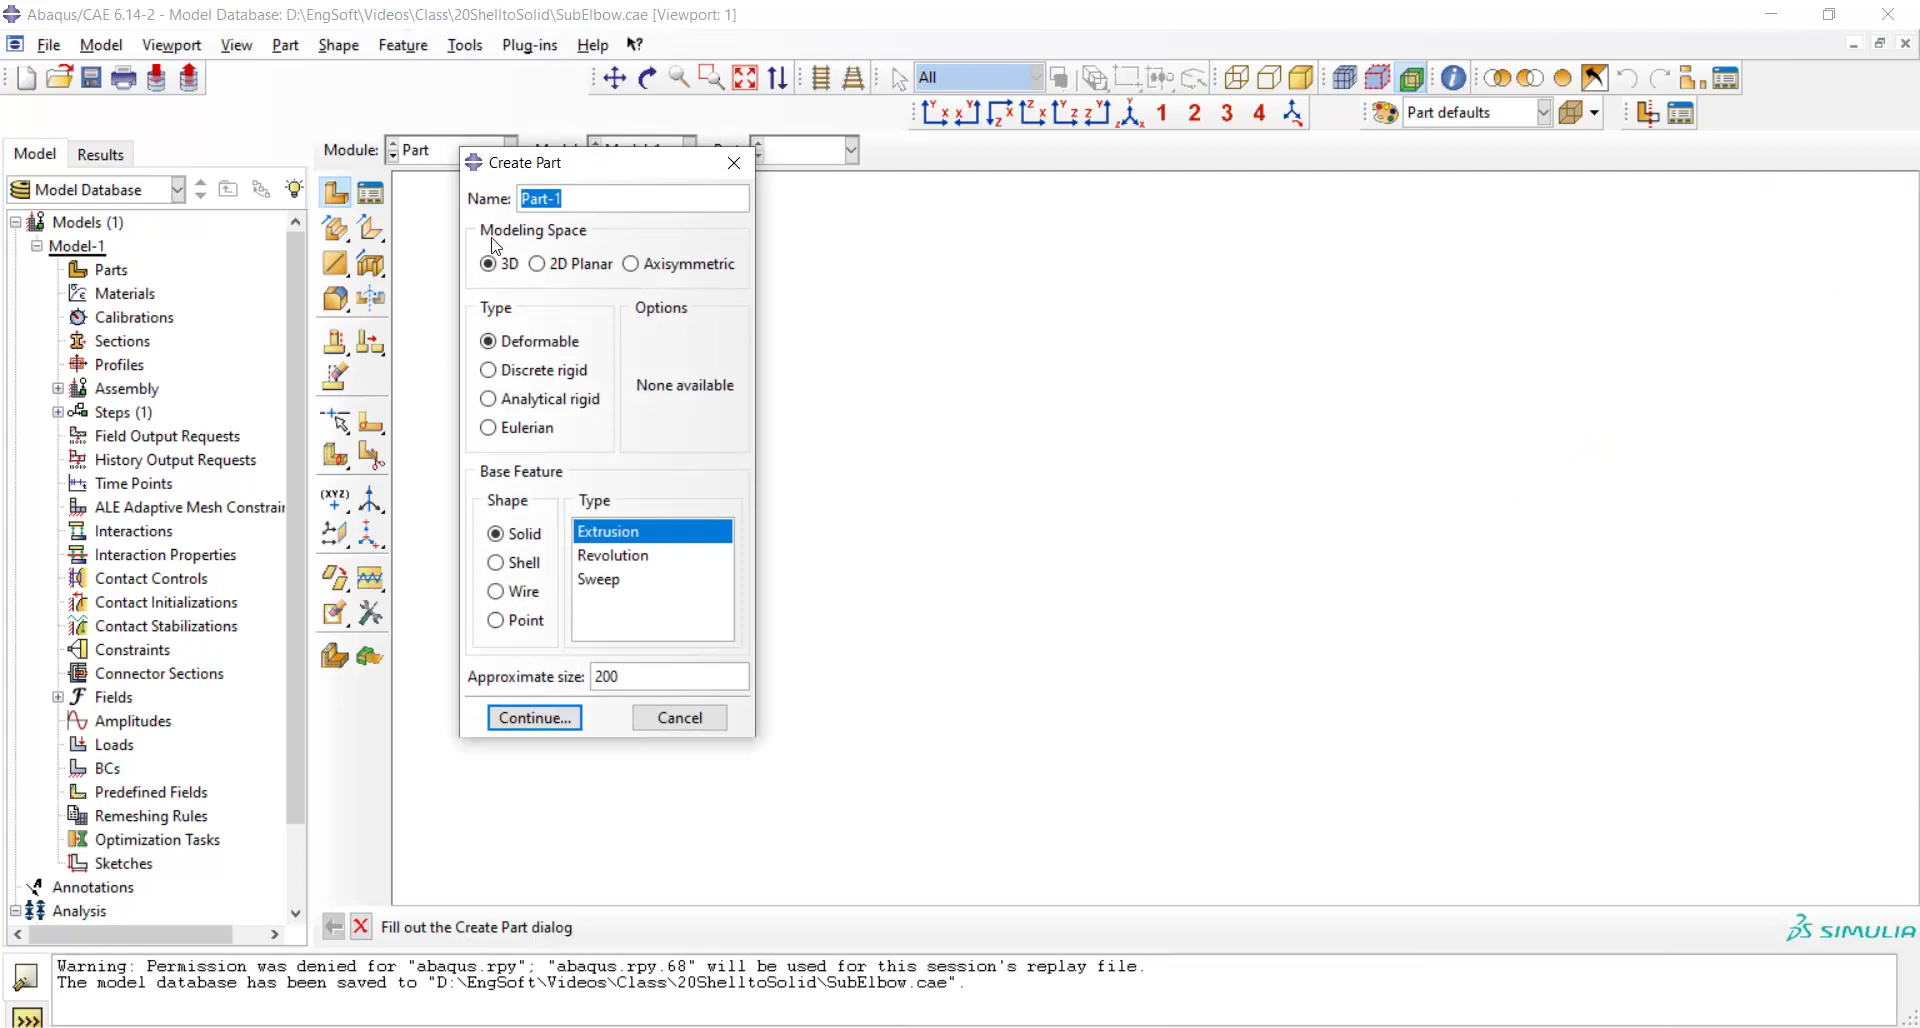 Abaqus/CAE 6.14-2 - Model Database: D:\EngSoft\Videos\Class\20ShelltoSolid\SubElbow.cae [Viewport: 1]
File Model Viewport View Part Shape Feature Tools Plug-ins Help
All
1 2 3 4 Part defaults
Model Results
Module: Part
Model Database
Models (1)
Model-1
Parts
Materials
Calibrations
Sections
Profiles
Assembly
Steps (1)
Field Output Requests
History Output Requests
Time Points
ALE Adaptive Mesh Constrai
Interactions
Interaction Properties
Contact Controls
Contact Initializations
Contact Stabilizations
Constraints
Connector Sections
Fields
Amplitudes
Loads
BCs
Predefined Fields
Remeshing Rules
Optimization Tasks
Sketches
Annotations
Analysis
(XYZ)
Create Part
Name: Part-1
Modeling Space
3D 2D Planar Axisymmetric
Type
Deformable
Discrete rigid
Analytical rigid
Eulerian
Options
None available
Base Feature
Shape
Solid
Shell
Wire
Point
Type
Extrusion
Revolution
Sweep
Approximate size: 200
Continue... Cancel
Fill out the Create Part dialog
SIMULIA
Warning: Permission was denied for "abaqus.rpy"; "abaqus.rpy.68" will be used for this session's replay file.
The model database has been saved to "D:\EngSoft\Videos\Class\20ShelltoSolid\SubElbow.cae".
>>>